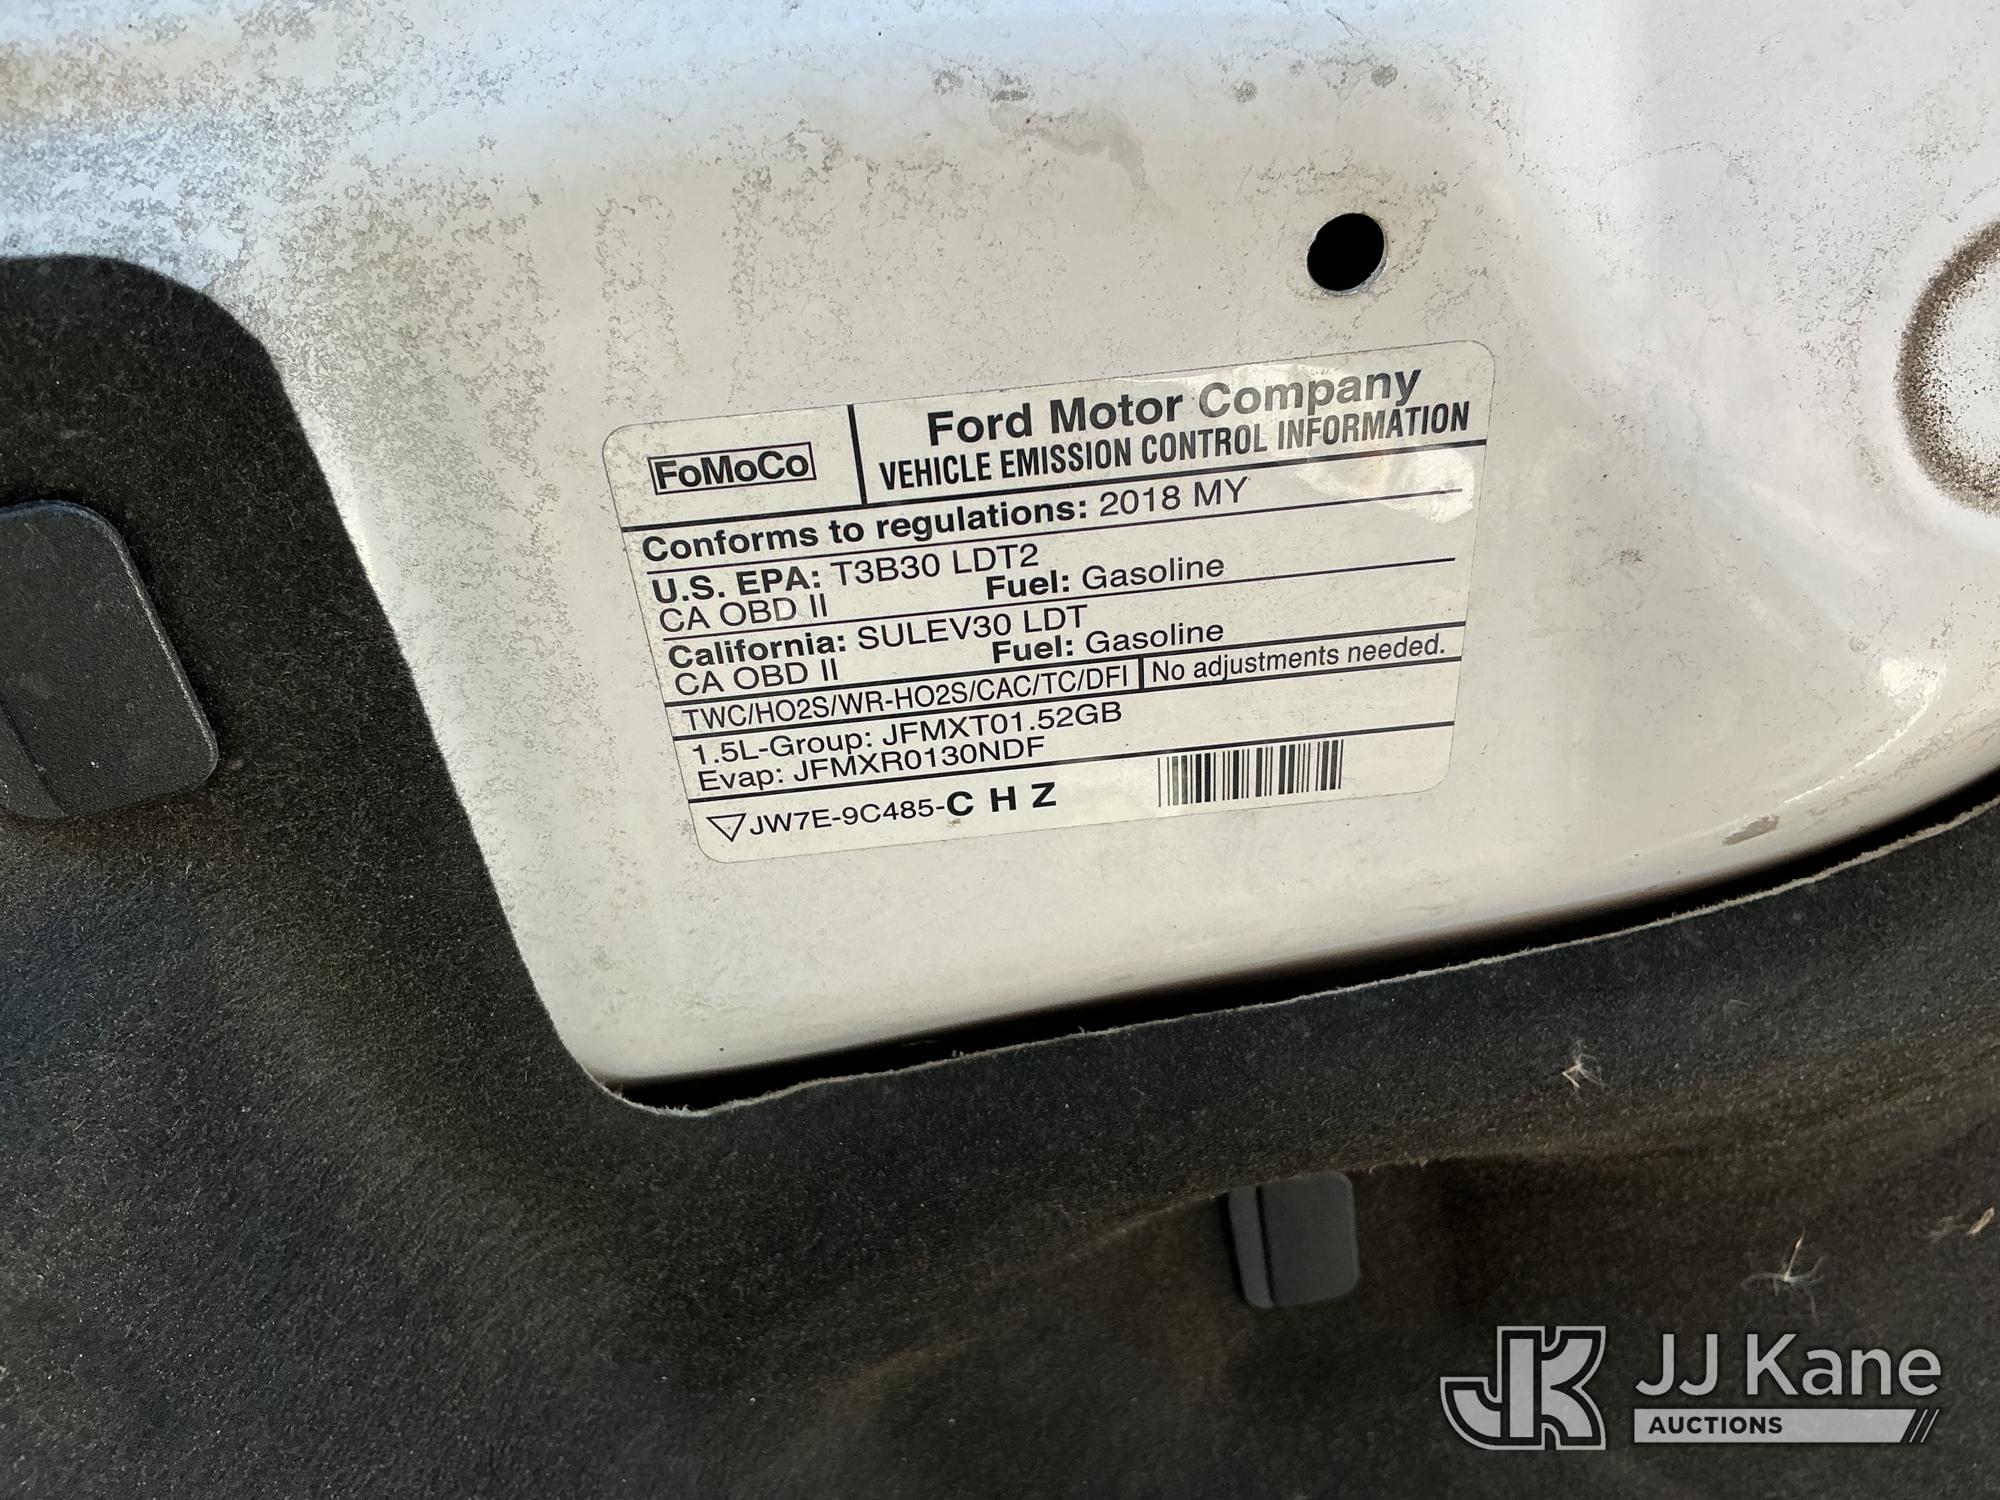 FoMoCo
Ford Motor Company
VEHICLE EMISSION CONTROL INFORMATION
Conforms to regulations: 2018 MY
U.S. EPA: T3B30 LDT2
CA OBD II Fuel: Gasoline
California: SULEV30 LDT
CA OBD II Fuel: Gasoline
TWC/HO2S/WR-HO2S/CAC/TC/DFI No adjustments needed.
1.5L-Group: JFMXT01.52GB
Evap: JFMXR0130NDF
JW7E-9C485-C H Z
JK JJ Kane
AUCTIONS